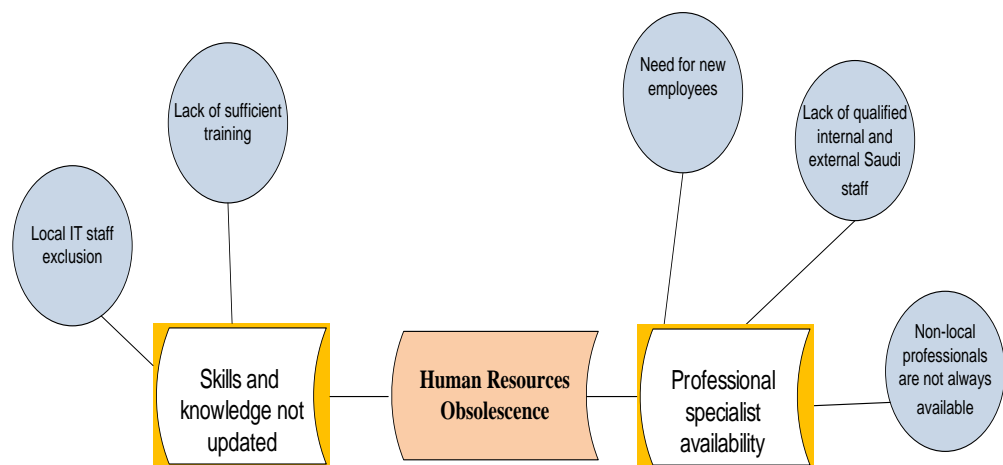 Need for new
employees
Lack of sufficient
training
Lack of qualified
internal and
external Saudi
staff
Local IT staff
exclusion
Non-local
professionals
are not always
available
Skills and
knowledge not
updated
Human Resources
Obsolescence
Professional
specialist
availability